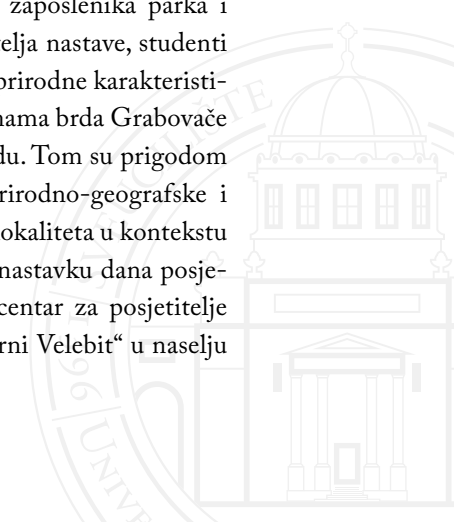 zaposlenika parka i
telja nastave, studenti
prirodne karakteristi-
nama brda Grabovače
du. Tom su prigodom
rirodno-geografske i
okaliteta u kontekstu
nastavku dana posje-
centar za posjetitelje
rni Velebit“ u naselju